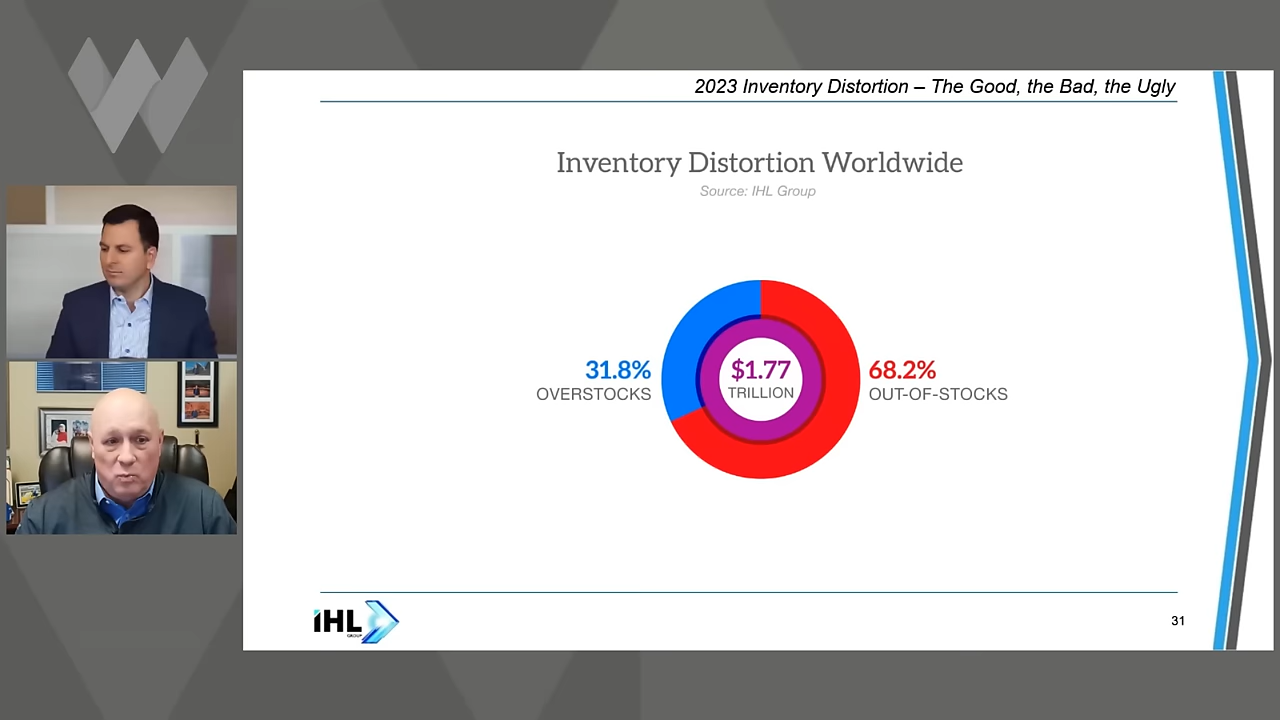 2023 Inventory Distortion – The Good, the Bad, the Ugly
Inventory Distortion Worldwide
Source: IHL Group
31.8%
OVERSTOCKS
$1.77
TRILLION
68.2%
OUT-OF-STOCKS
IHL
GROUP
31